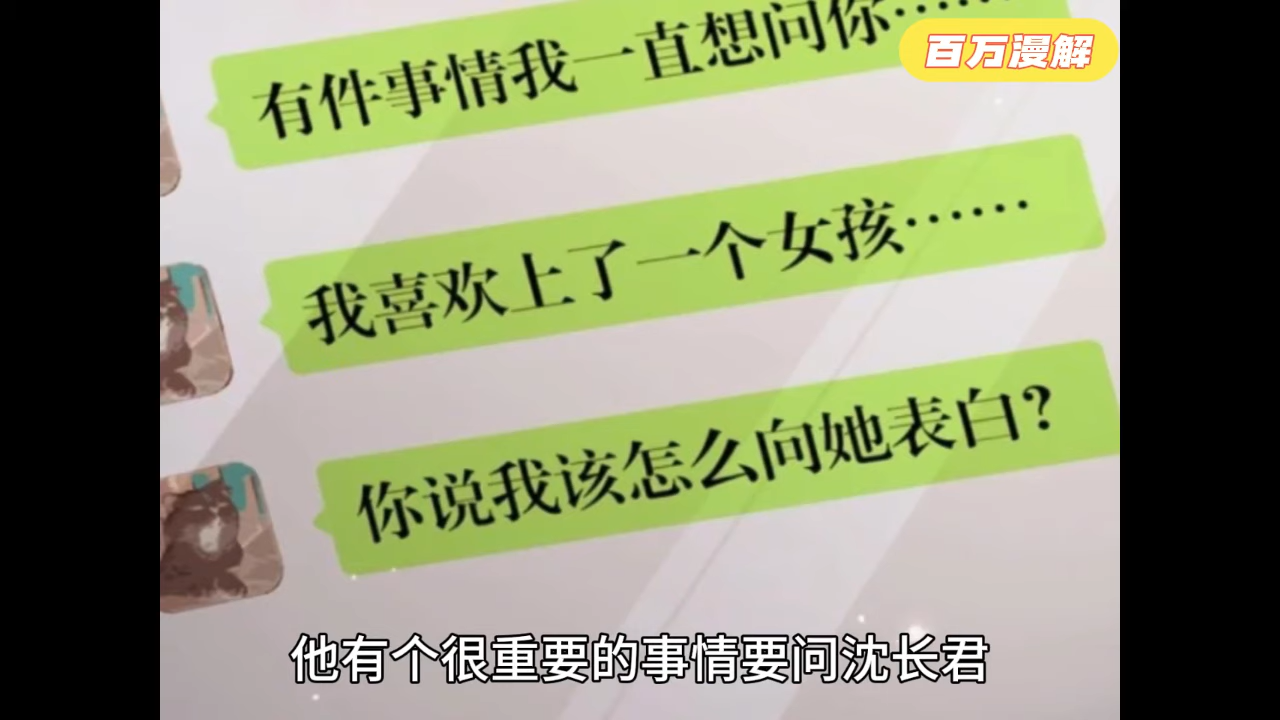 有件事情我一直想问你……
百万漫解
我喜欢上了一个女孩……
你说我该怎么向她表白？
他有个很重要的事情要问沈长君